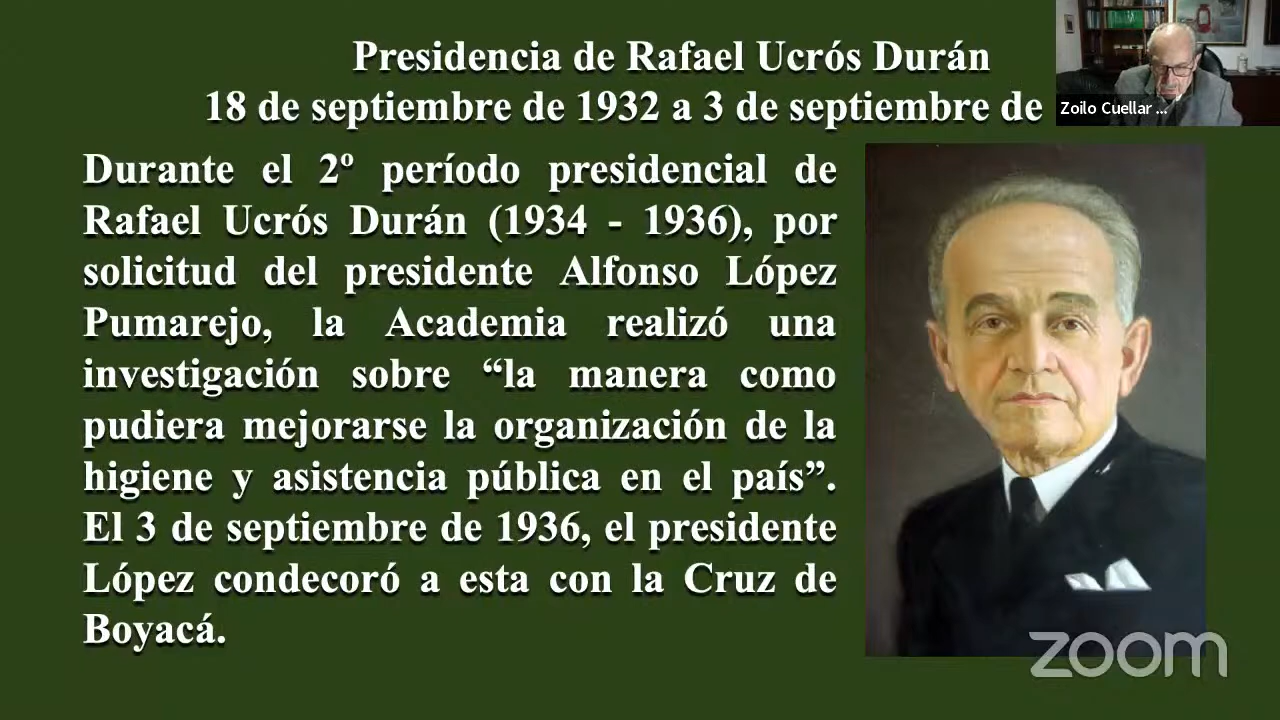 Presidencia de Rafael Ucrós Durán
18 de septiembre de 1932 a 3 de septiembre de
Zoilo Cuellar ...
Durante el 2º período presidencial de
Rafael Ucrós Durán (1934 - 1936), por
solicitud del presidente Alfonso López
Pumarejo, la Academia realizó una
investigación sobre “la manera como
pudiera mejorarse la organización de la
higiene y asistencia pública en el país”.
El 3 de septiembre de 1936, el presidente
López condecoró a esta con la Cruz de
Boyacá.
zoom